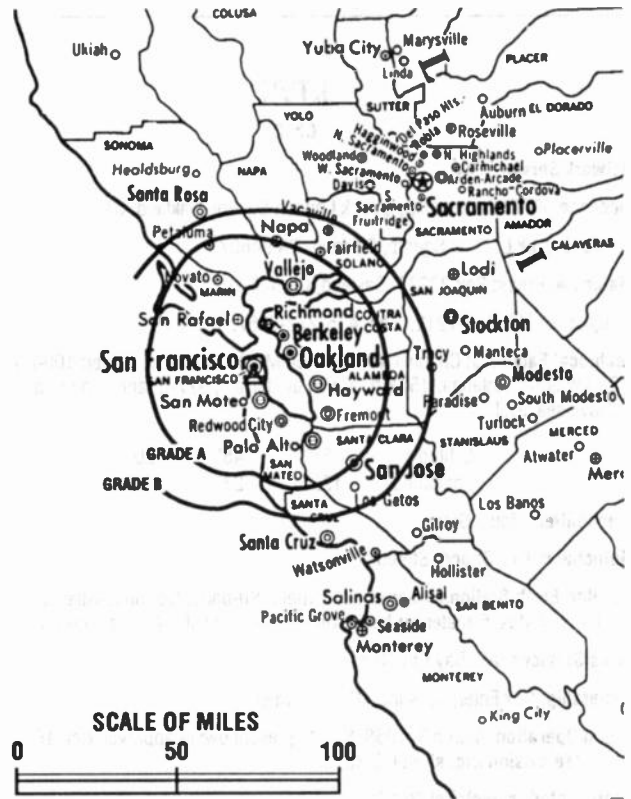 COLUSA
Ukiah
Yuba City
Marysville
Linda
PLACER
SUTTER
Auburn
EL DORADO
YOLO
Del Paso Hts.
Robla
Roseville
SONOMA
Hagginwood
N. Sacramento
N. Highlands
Placerville
Healdsburg
NAPA
Woodland
W. Sacramento
Carmichael
Arden-Arcade
Davis
Rancho Cordova
Santa Rosa
Vacaville
S. Sacramento
Fruitridge
Sacramento
Petaluma
Napa
Fairfield
SACRAMENTO
AMADOR
SOLANO
CALAVERAS
Novato
MARIN
Vallejo
Lodi
SAN JOAQUIN
San Rafael
Richmond
CONTRA COSTA
Berkeley
Stockton
San Francisco
Oakland
Tracy
Manteca
SAN FRANCISCO
ALAMEDA
Hayward
Modesto
San Mateo
Fremont
Paradise
South Modesto
Redwood City
Turlock
Palo Alto
SANTA CLARA
STANISLAUS
MERCED
GRADE A
SAN MATEO
San Jose
Atwater
Merc
GRADE B
SANTA CRUZ
Los Gatos
Los Banos
Santa Cruz
Gilroy
Watsonville
Hollister
Salinas
Alisal
SAN BENITO
Pacific Grove
Seaside
Monterey
MONTEREY
King City
SCALE OF MILES
0 50 100